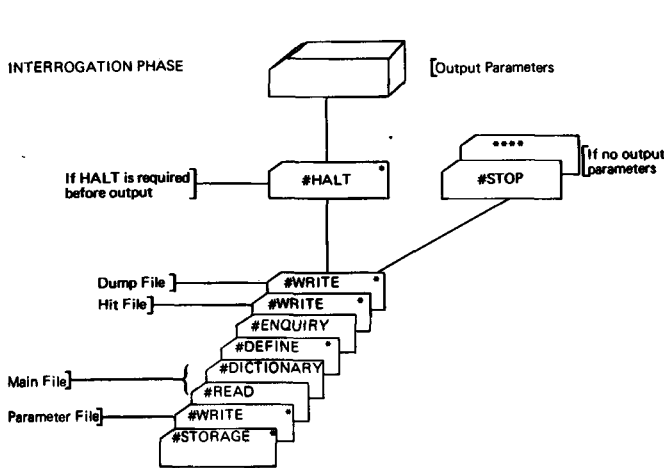 INTERROGATION PHASE
[Output Parameters
****
If HALT is required
before output]
#HALT *
#STOP
[If no output
parameters
Dump File]
#WRITE *
Hit File]
#WRITE *
#ENQUIRY
#DEFINE *
#DICTIONARY
Main File]
#READ
Parameter File]
#WRITE *
#STORAGE *